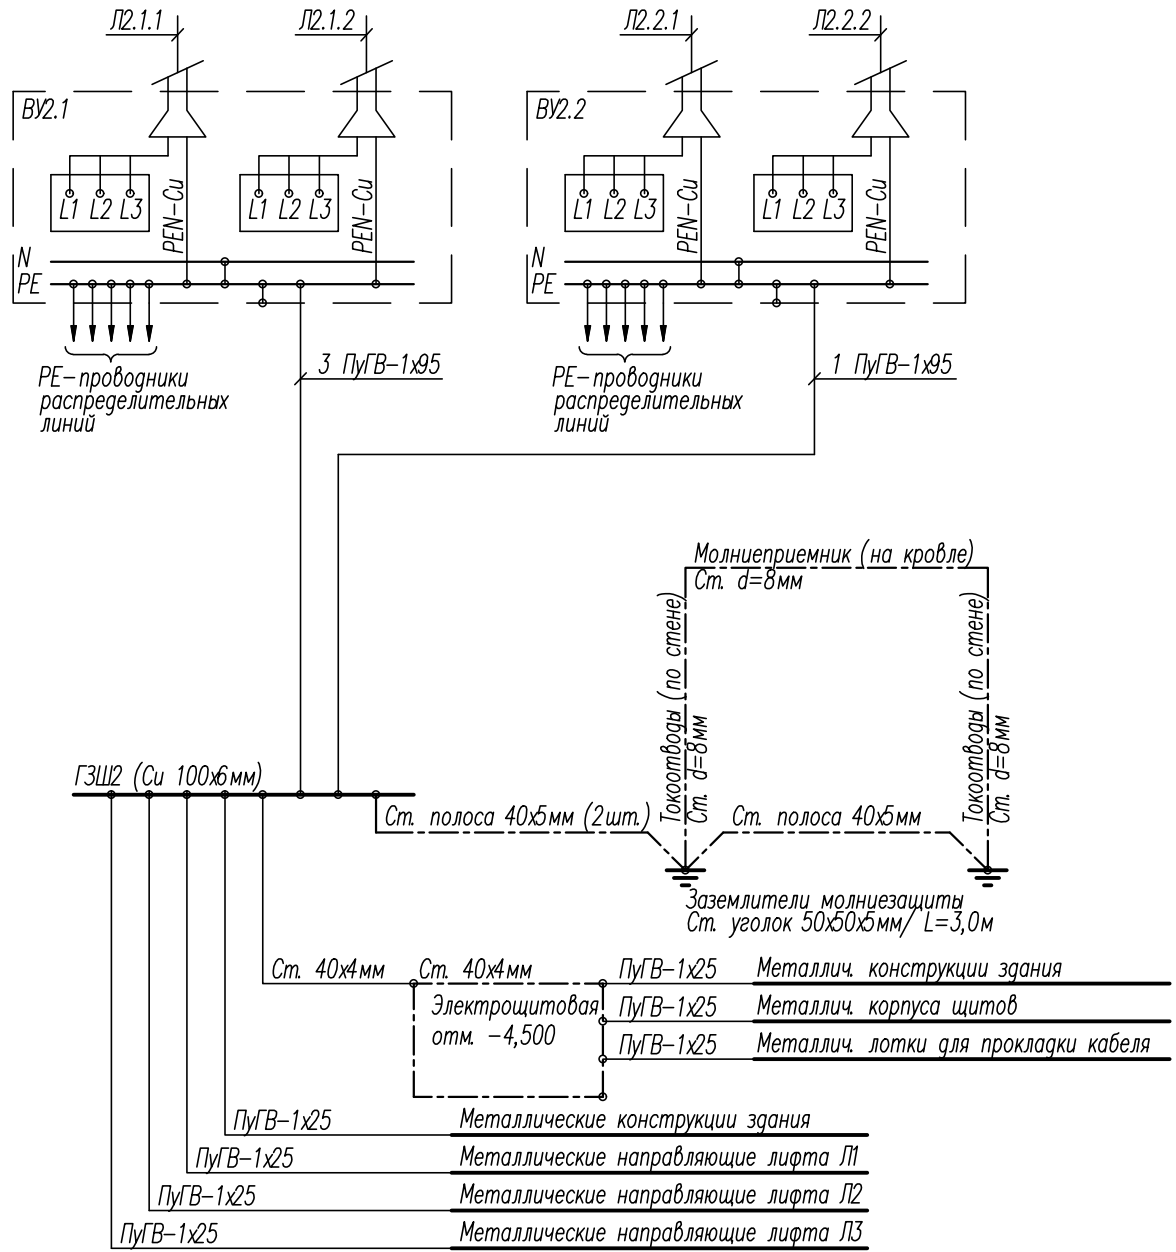 Л2.1.1
Л2.1.2
Л2.2.1
Л2.2.2
ВУ2.1
L1 L2 L3
PEN-Cu
L1 L2 L3
PEN-Cu
N
PE
РЕ-проводники
распределительных
линий
3 ПуГВ-1х95
ВУ2.2
L1 L2 L3
PEN-Cu
L1 L2 L3
PEN-Cu
N
PE
РЕ-проводники
распределительных
линий
1 ПуГВ-1х95
Молниеприемник (на кровле)
Ст. d=8мм
Токоотводы (по стене)
Ст. d=8мм
Токоотводы (по стене)
Ст. d=8мм
ГЗШ2 (Си 100х6мм)
Ст. полоса 40х5мм (2шт.)
Ст. полоса 40х5мм
Заземлители молниезащиты
Ст. уголок 50х50х5мм/ L=3,0м
Ст. 40х4мм
Ст. 40х4мм
Электрощитовая
отм. -4,500
ПуГВ-1х25 Металлич. конструкции здания
ПуГВ-1х25 Металлич. корпуса щитов
ПуГВ-1х25 Металлич. лотки для прокладки кабеля
ПуГВ-1х25 Металлические конструкции здания
ПуГВ-1х25 Металлические направляющие лифта Л1
ПуГВ-1х25 Металлические направляющие лифта Л2
ПуГВ-1х25 Металлические направляющие лифта Л3